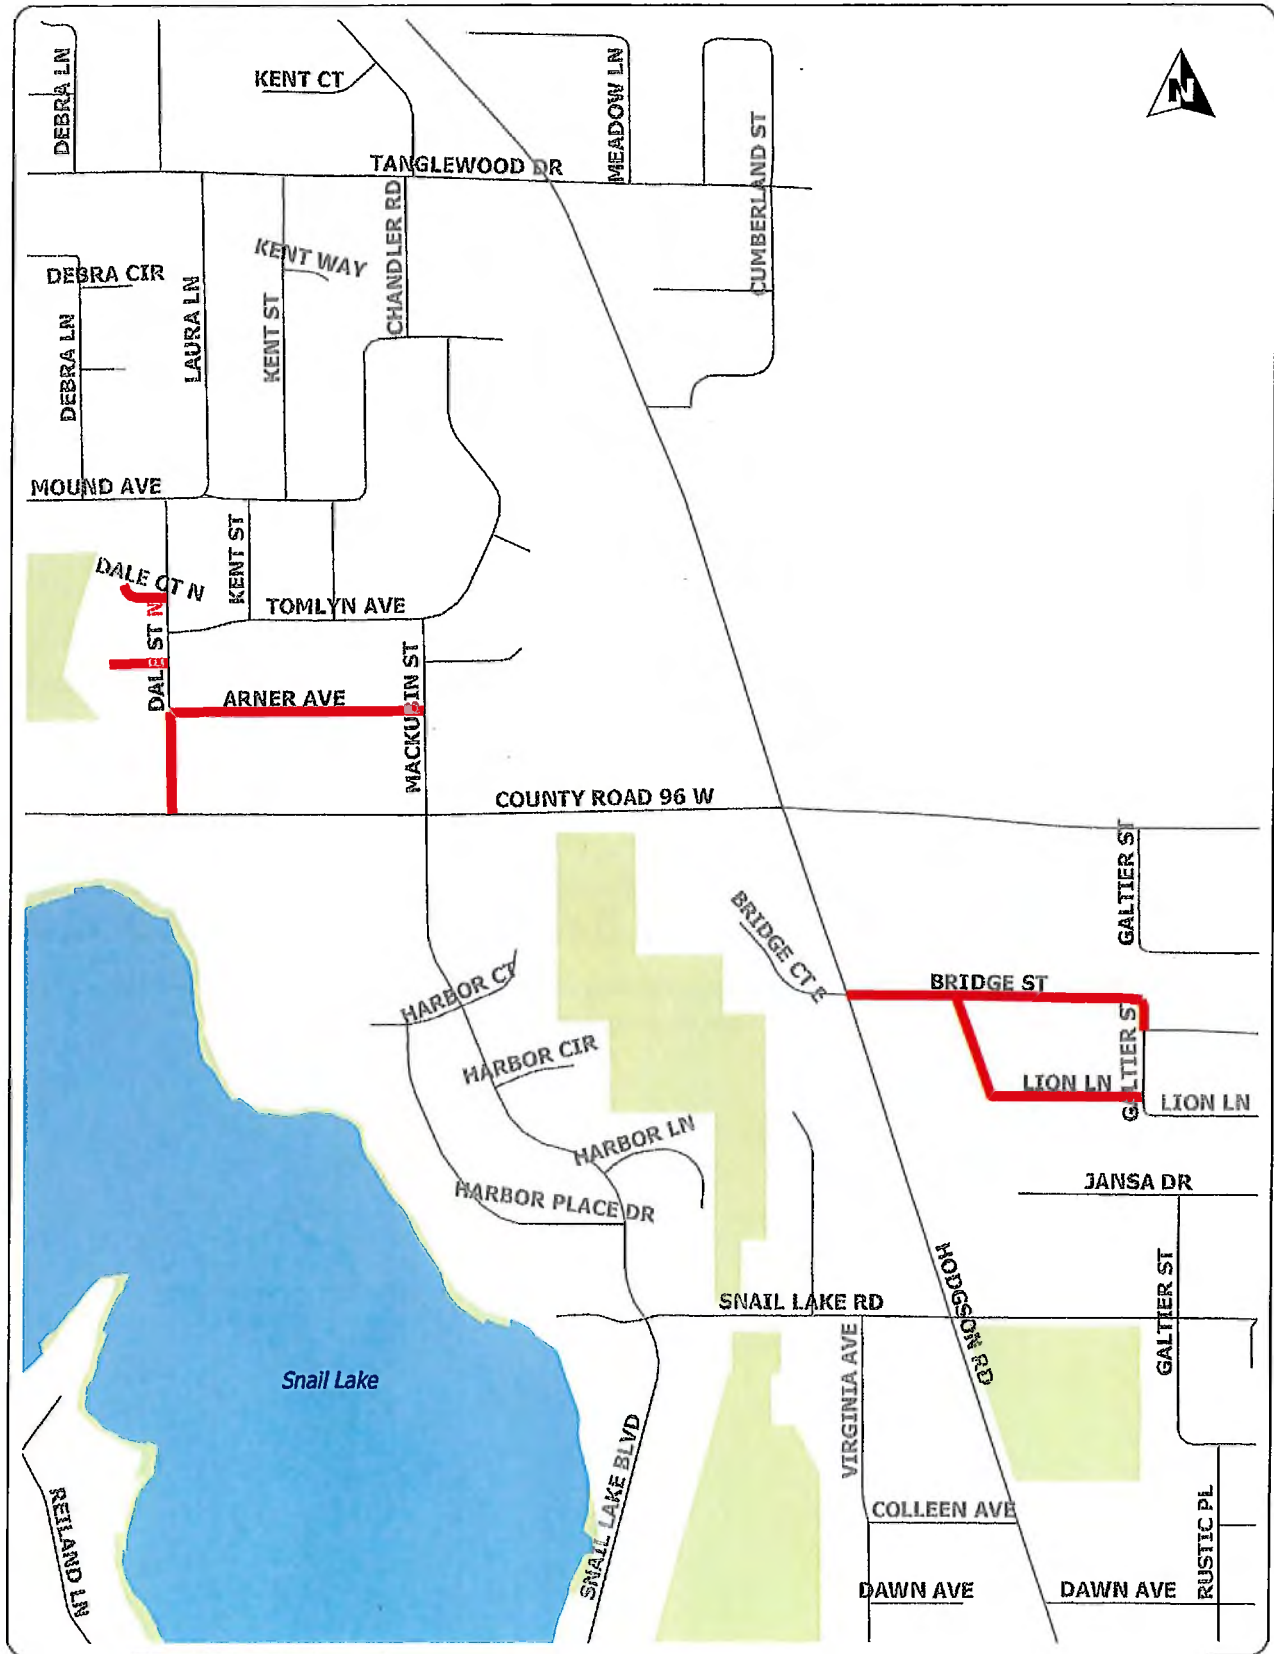 DEBRA LN
KENT CT
MEADOW LN
N
TANGLEWOOD DR
CUMBERLAND ST
CHANDLER RD
KENT WAY
DEBRA CIR
LAURA LN
KENT ST
DEBRA LN
MOUND AVE
DALE CT N
KENT ST
TOMLYN AVE
DALE ST N
MACKUBIN ST
ARNER AVE
COUNTY ROAD 96 W
GALTIER ST
BRIDGE CT E
BRIDGE ST
HARBOR CT
HARBOR CIR
GALTIER ST
LION LN
LION LN
HARBOR LN
JANSA DR
HARBOR PLACE DR
HODGSON RD
SNAIL LAKE RD
GALTIER ST
VIRGINIA AVE
Snail Lake
SNAIL LAKE BLVD
REILAND LN
COLLEEN AVE
RUSTIC PL
DAWN AVE
DAWN AVE